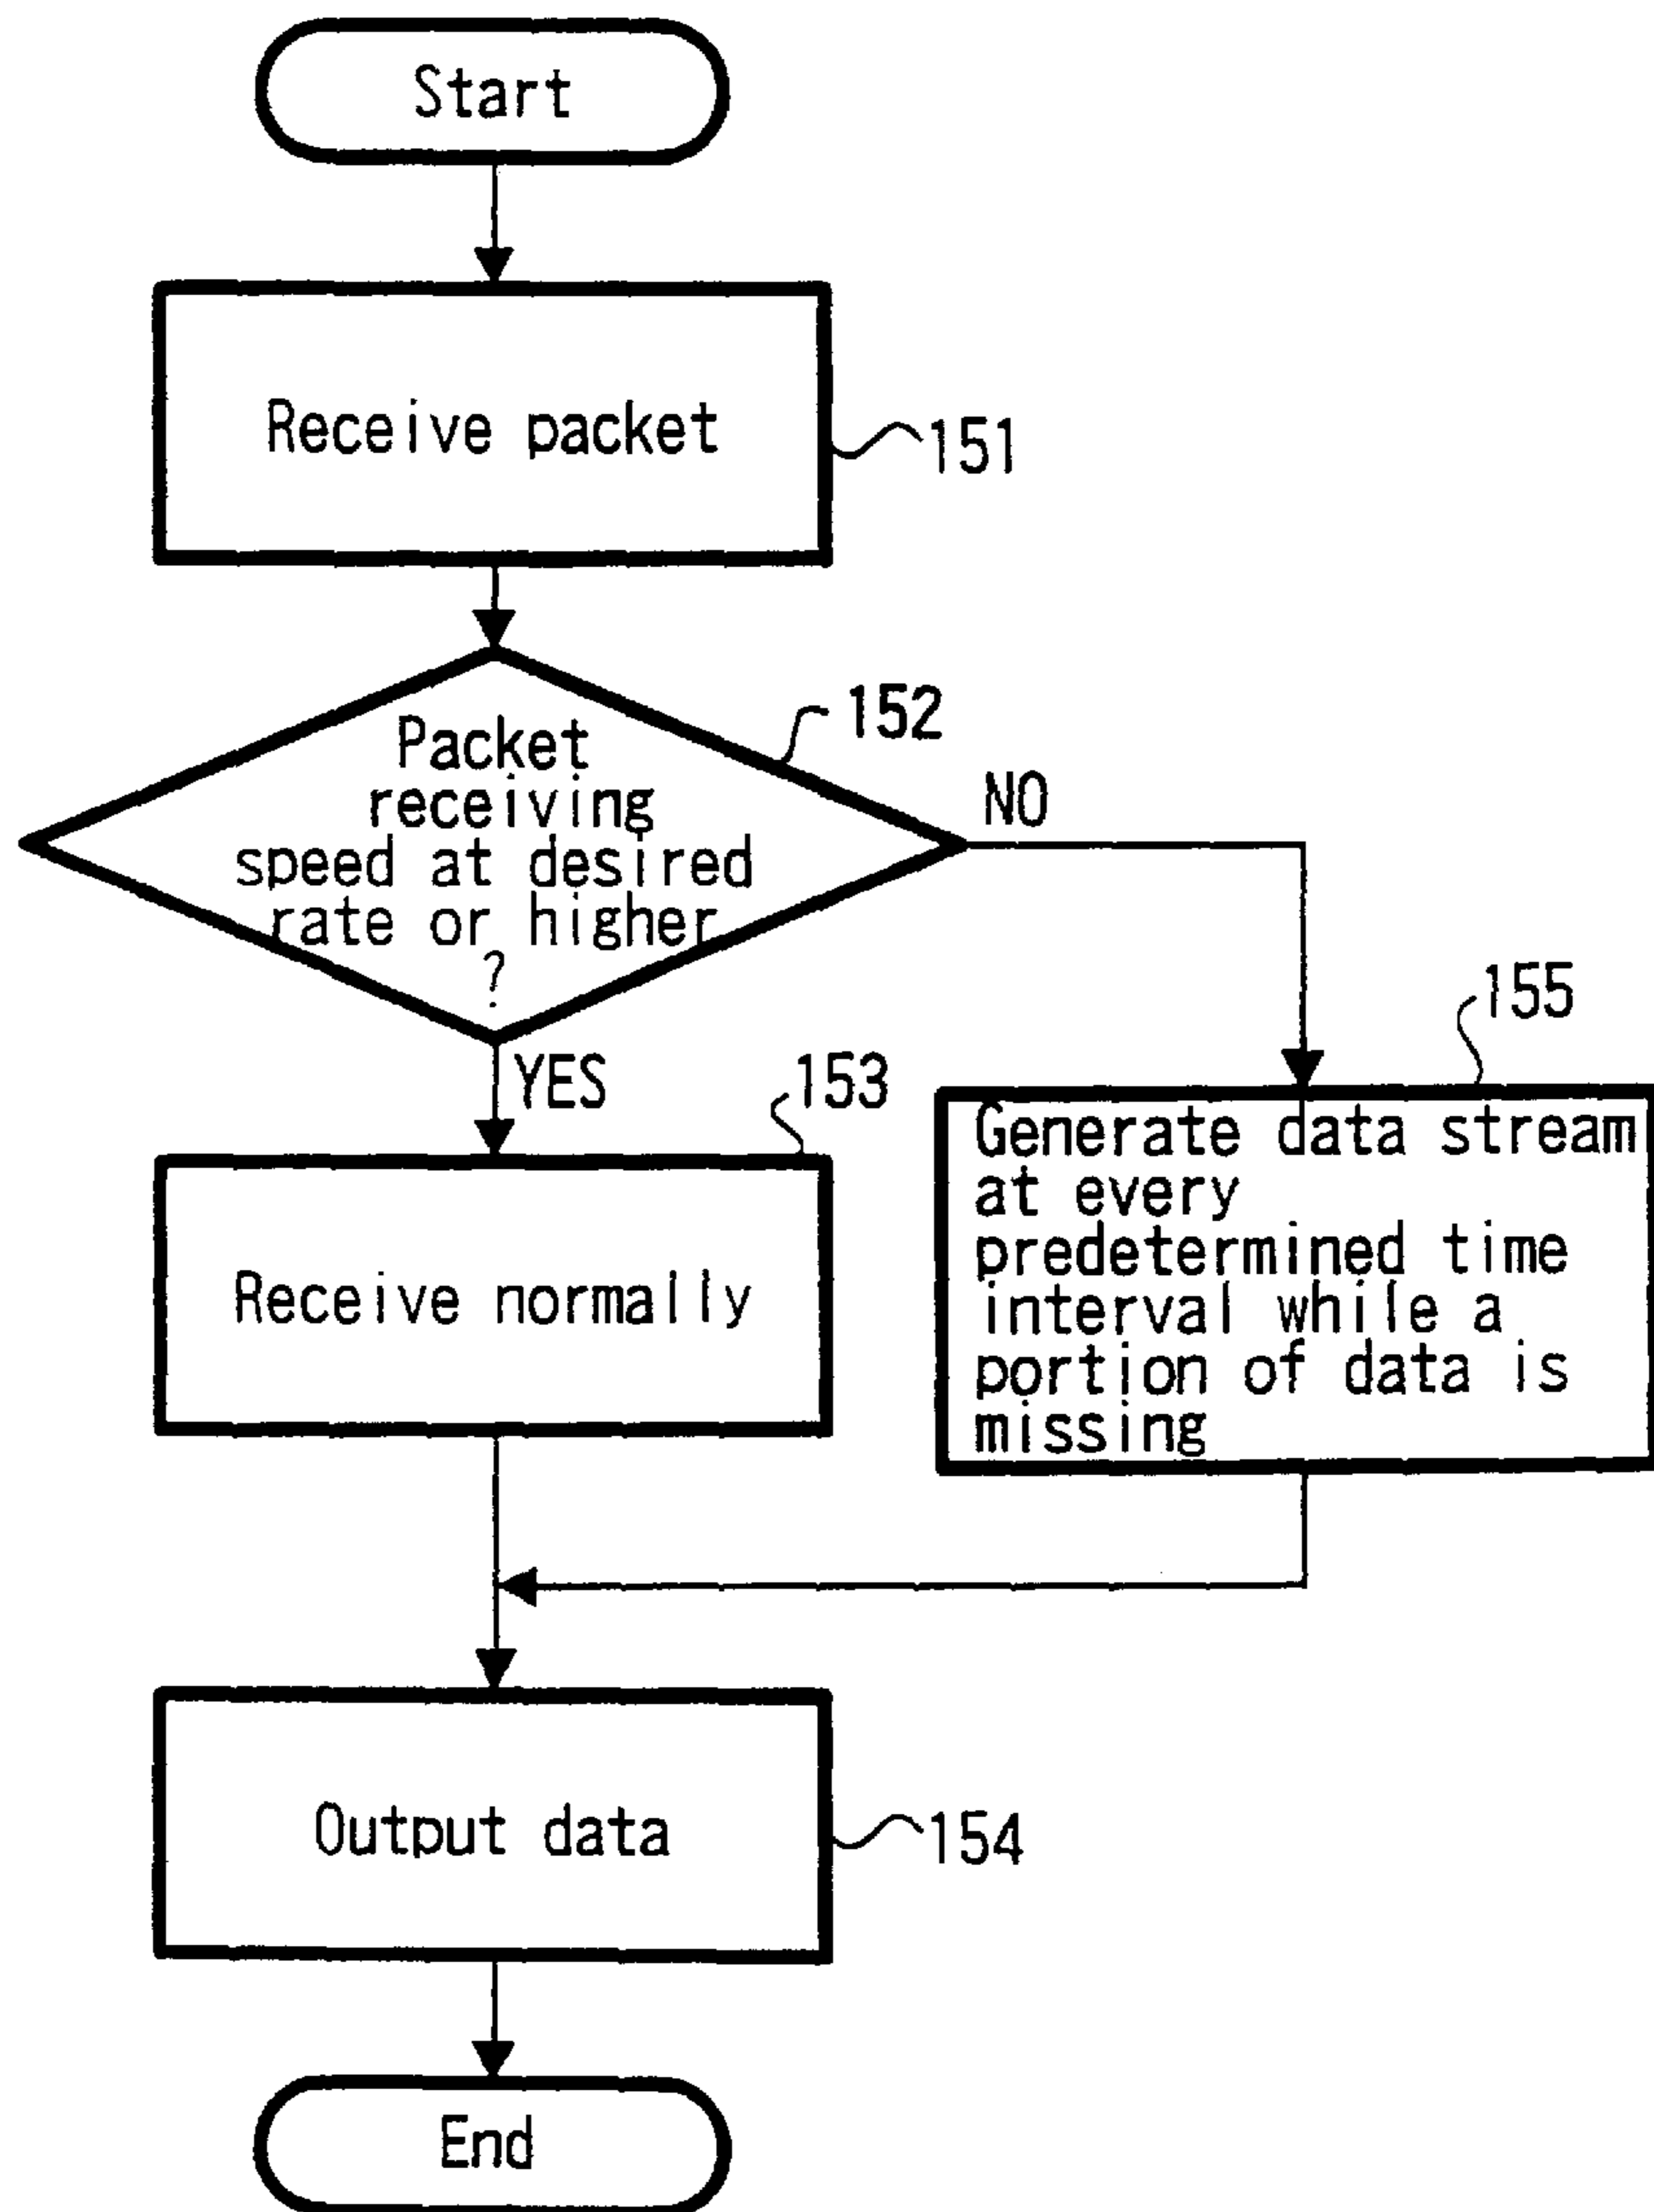 Start
Receive packet
151
152
Packet
receiving
speed at desired
rate or higher
?
NO
YES
153
Receive normally
155
Generate data stream
at every
predetermined time
interval while a
portion of data is
missing
Output data
154
End